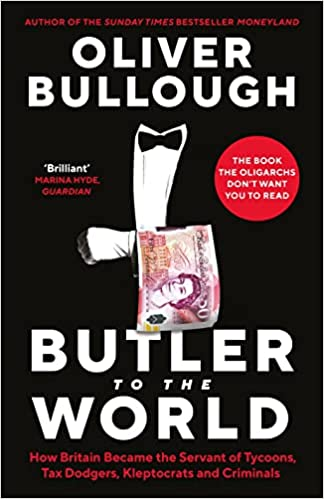 AUTHOR OF THE SUNDAY TIMES BESTSELLER MONEYLAND
OLIVER
BULLOUGH
'Brilliant'
MARINA HYDE,
GUARDIAN
THE BOOK
THE OLIGARCHS
DON'T WANT
YOU TO READ
50
BUTLER
TO THE
WORLD
How Britain Became the Servant of Tycoons,
Tax Dodgers, Kleptocrats and Criminals